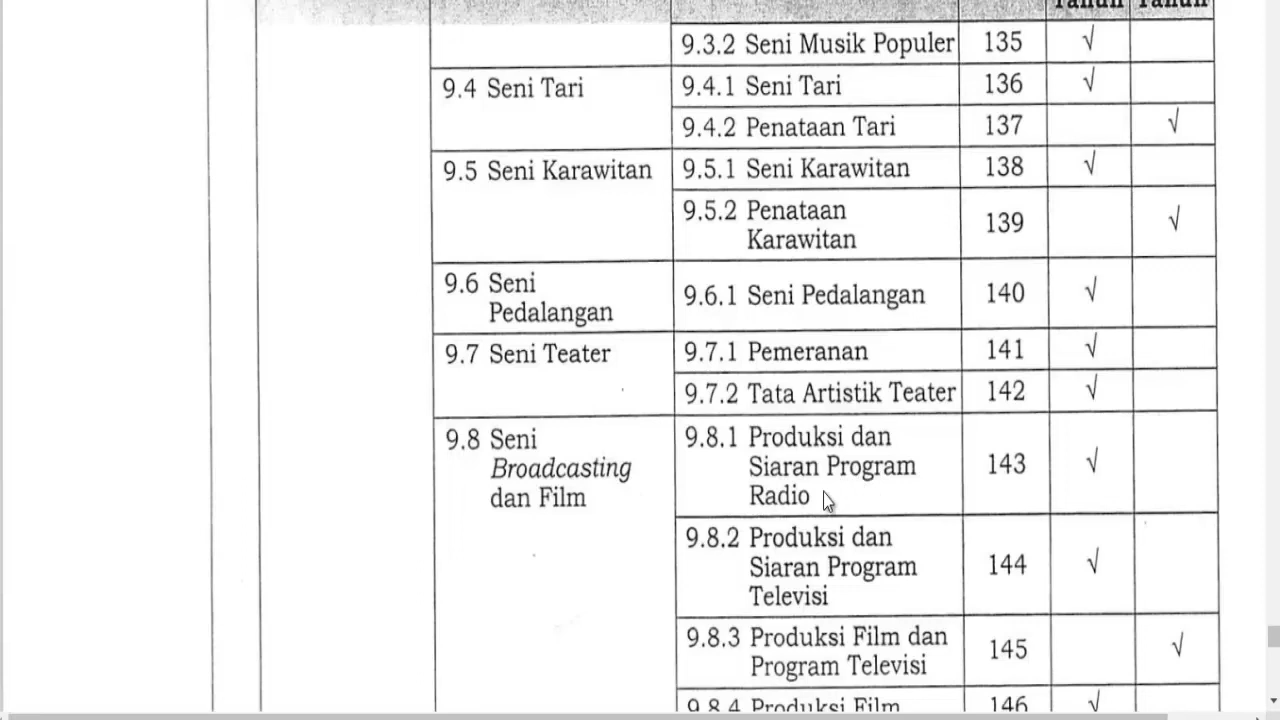 Tahun Tahun
9.3.2 Seni Musik Populer 135 √
9.4 Seni Tari 9.4.1 Seni Tari 136 √
9.4.2 Penataan Tari 137 √
9.5 Seni Karawitan 9.5.1 Seni Karawitan 138 √
9.5.2 Penataan
Karawitan 139 √
9.6 Seni
Pedalangan 9.6.1 Seni Pedalangan 140 √
9.7 Seni Teater 9.7.1 Pemeranan 141 √
9.7.2 Tata Artistik Teater 142 √
9.8 Seni
Broadcasting
dan Film
9.8.1 Produksi dan
Siaran Program
Radio 143 √
9.8.2 Produksi dan
Siaran Program
Televisi 144 √
9.8.3 Produksi Film dan
Program Televisi 145 √
9.8.4 Produksi Film 146 √